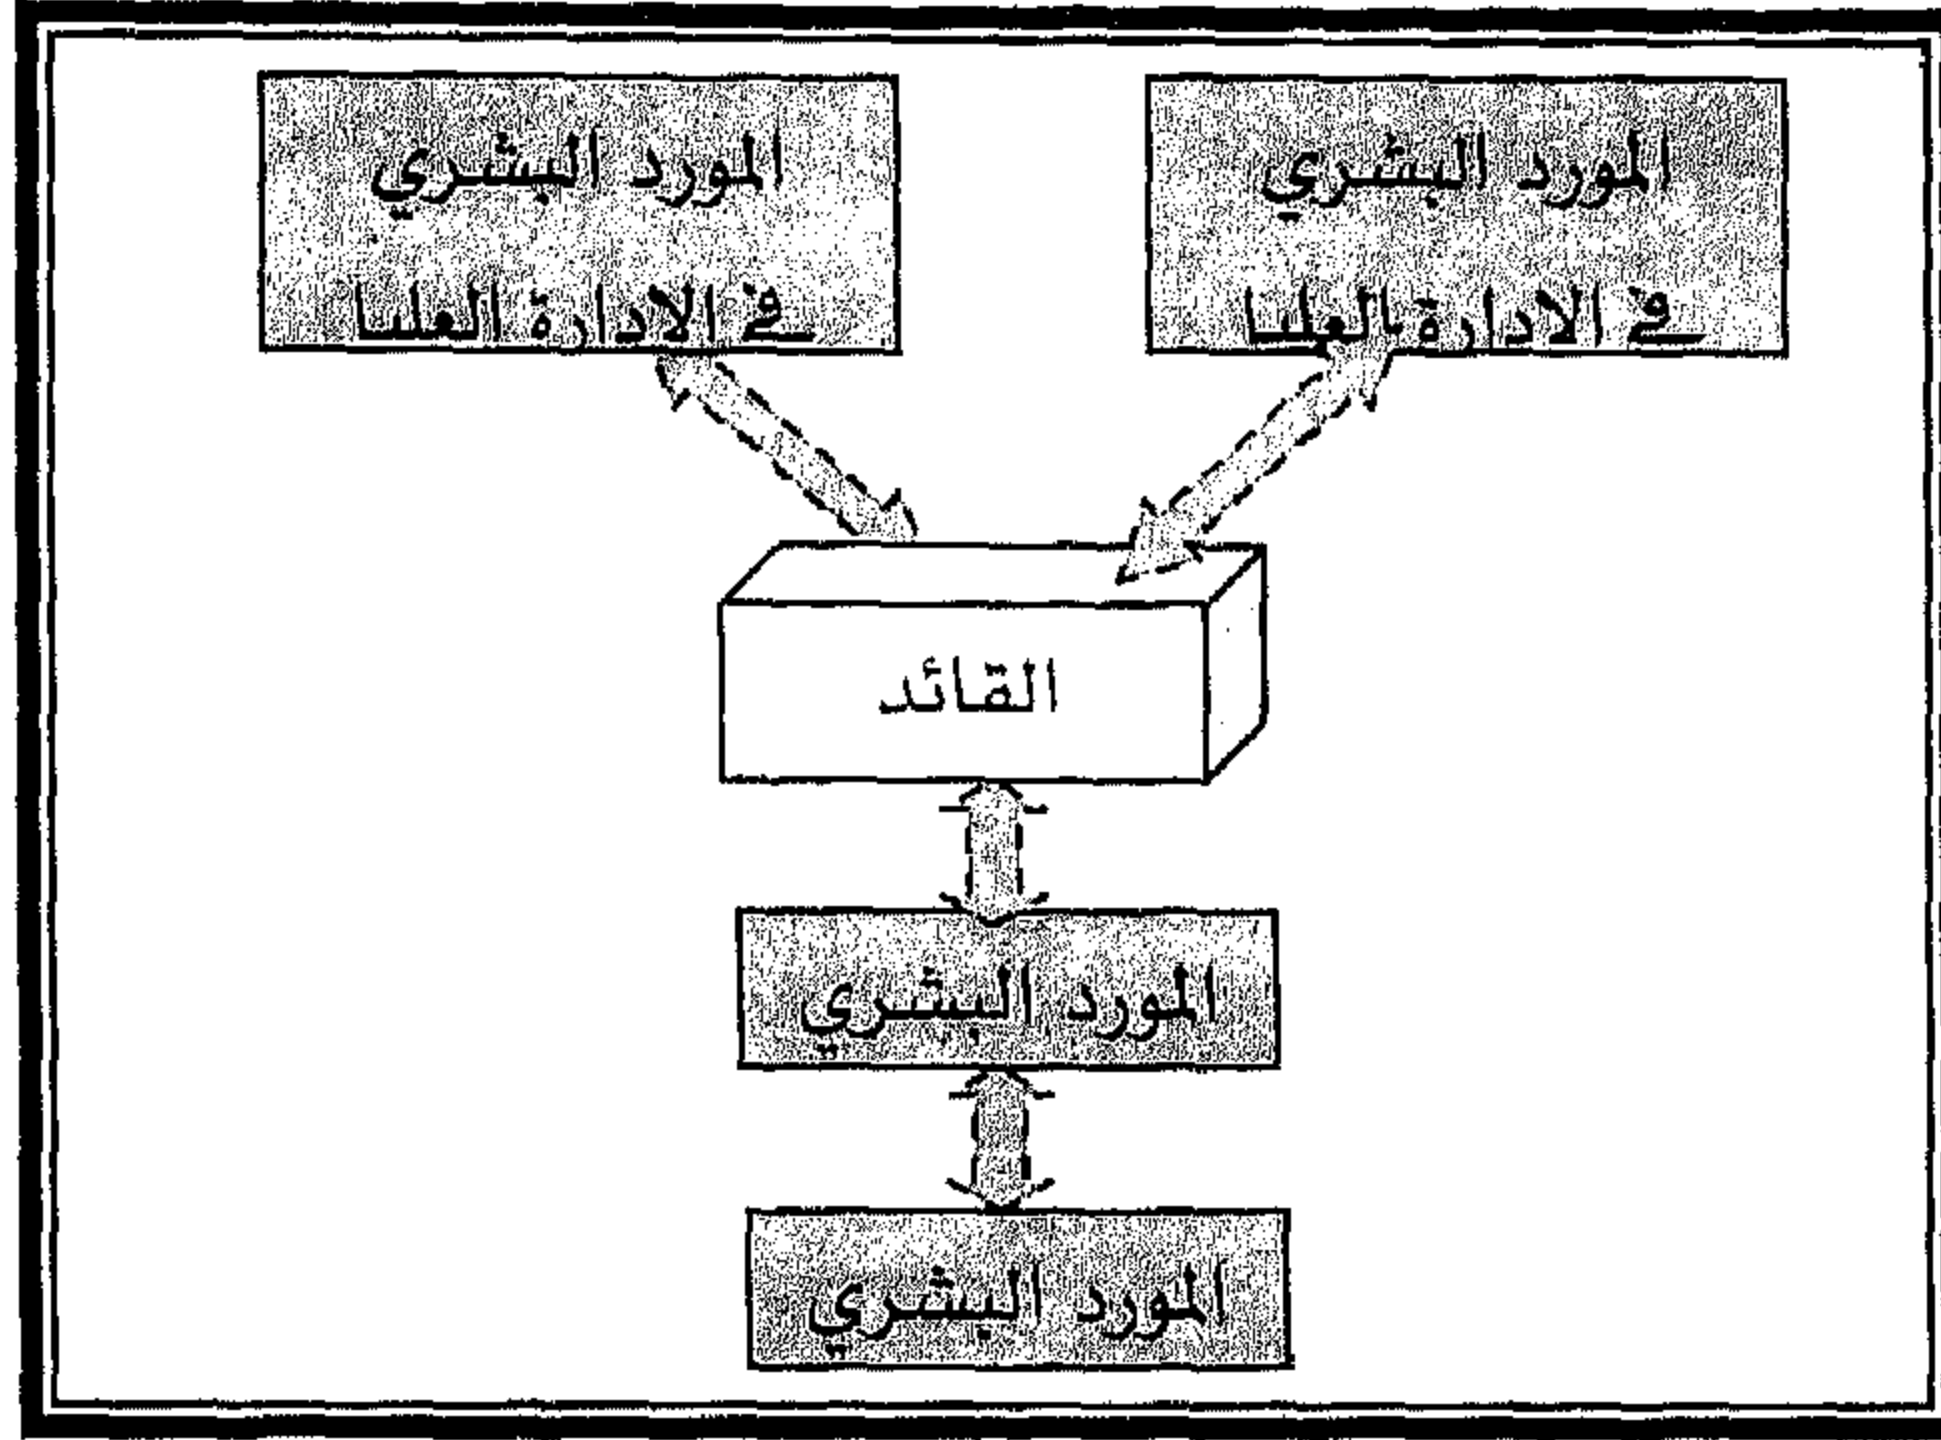 المورد البشري
في الادارة العليا
المورد البشري
في الادارة العليا
القائد
المورد البشري
المورد البشري